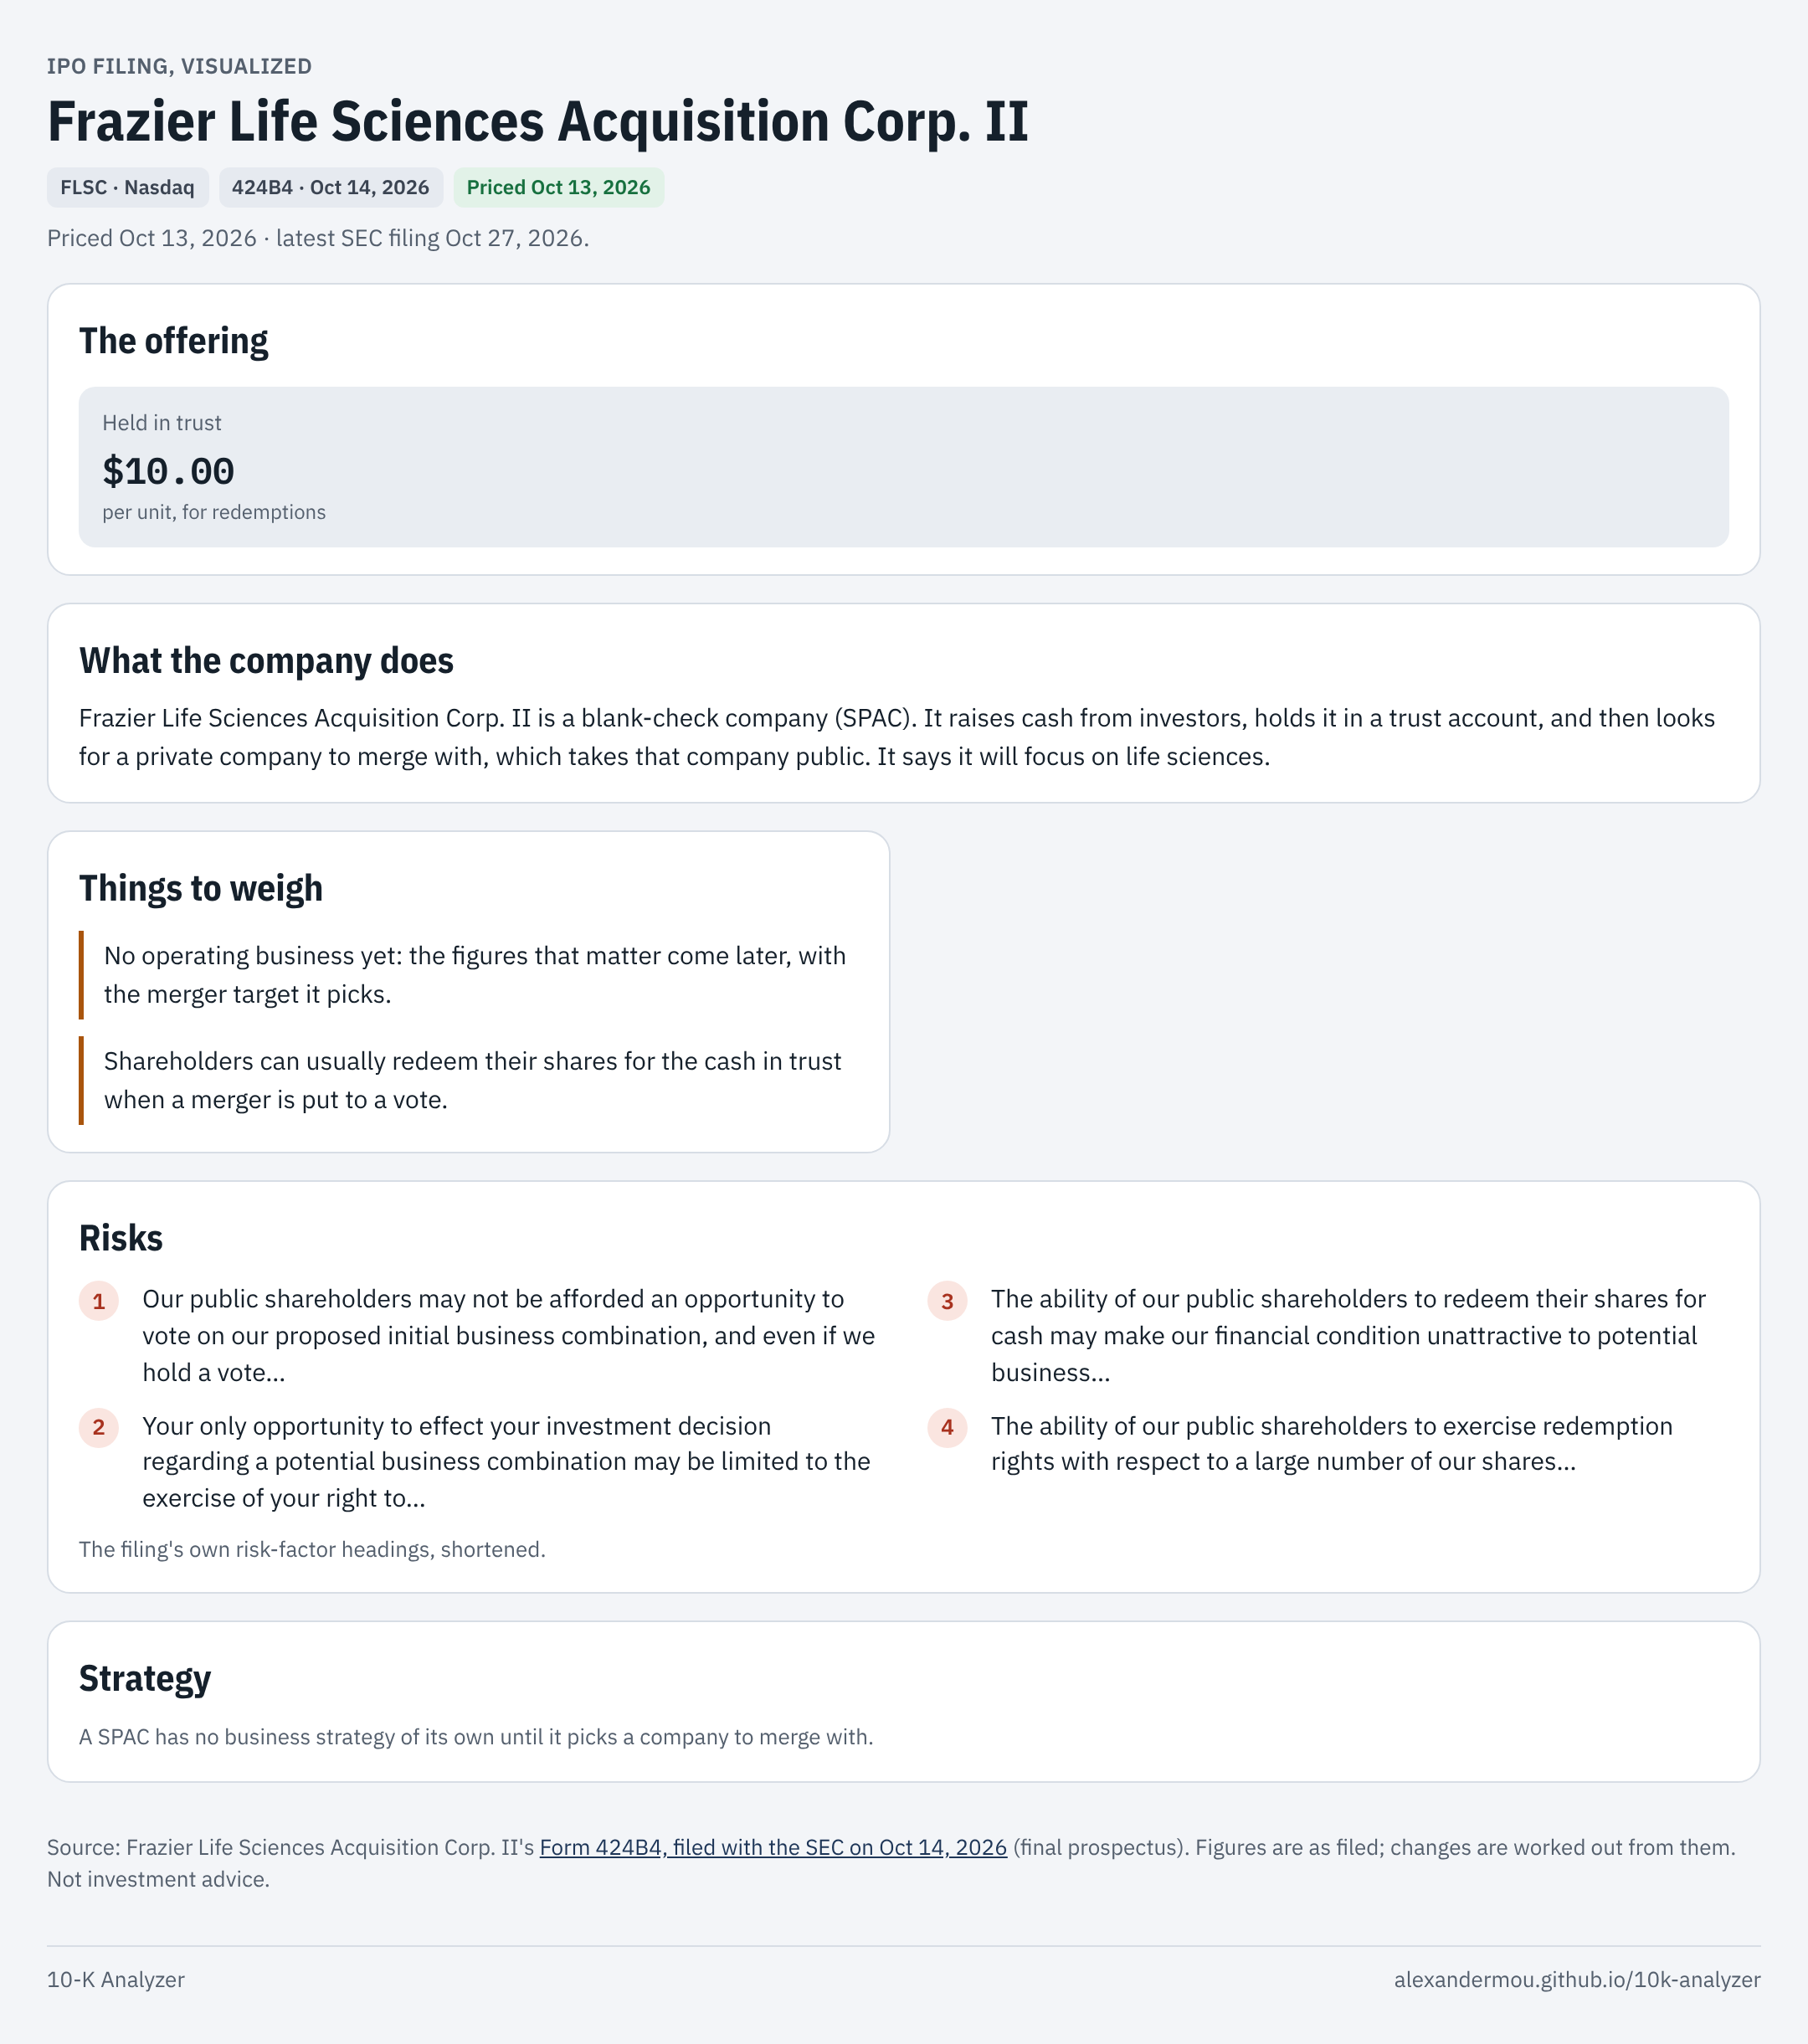 IPO FILING, VISUALIZED
Frazier Life Sciences Acquisition Corp. II
FLSC · Nasdaq
424B4 · Oct 14, 2026
Priced Oct 13, 2026
Priced Oct 13, 2026 · latest SEC filing Oct 27, 2026.
The offering
Held in trust
$10.00
per unit, for redemptions
What the company does
Frazier Life Sciences Acquisition Corp. II is a blank-check company (SPAC). It raises cash from investors, holds it in a trust account, and then looks
for a private company to merge with, which takes that company public. It says it will focus on life sciences.
Things to weigh
No operating business yet: the figures that matter come later, with
the merger target it picks.
Shareholders can usually redeem their shares for the cash in trust
when a merger is put to a vote.
Risks
1
Our public shareholders may not be afforded an opportunity to
vote on our proposed initial business combination, and even if we
hold a vote...
2
Your only opportunity to effect your investment decision
regarding a potential business combination may be limited to the
exercise of your right to...
3
The ability of our public shareholders to redeem their shares for
cash may make our financial condition unattractive to potential
business...
4
The ability of our public shareholders to exercise redemption
rights with respect to a large number of our shares...
The filing's own risk-factor headings, shortened.
Strategy
A SPAC has no business strategy of its own until it picks a company to merge with.
Source: Frazier Life Sciences Acquisition Corp. II's Form 424B4, filed with the SEC on Oct 14, 2026 (final prospectus). Figures are as filed; changes are worked out from them.
Not investment advice.
10-K Analyzer
alexandermou.github.io/10k-analyzer